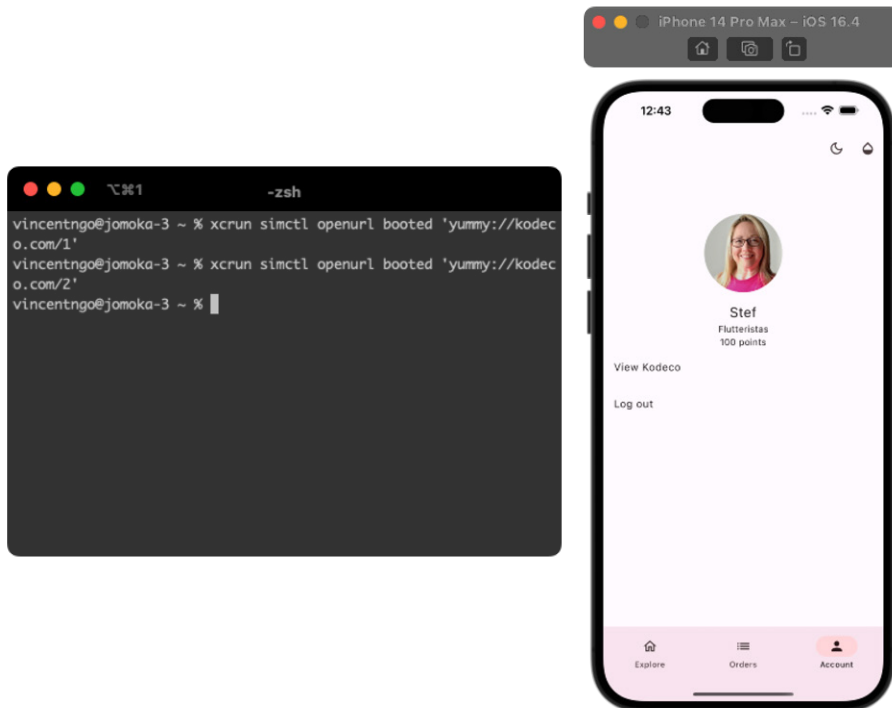 ⌥⌘1
-zsh
vincentngo@jomoka-3 ~ % xcrun simctl openurl booted 'yummy://kodec
o.com/1'
vincentngo@jomoka-3 ~ % xcrun simctl openurl booted 'yummy://kodec
o.com/2'
vincentngo@jomoka-3 ~ %
iPhone 14 Pro Max – iOS 16.4
12:43
Stef
Flutteristas
100 points
View Kodeco
Log out
Explore
Orders
Account